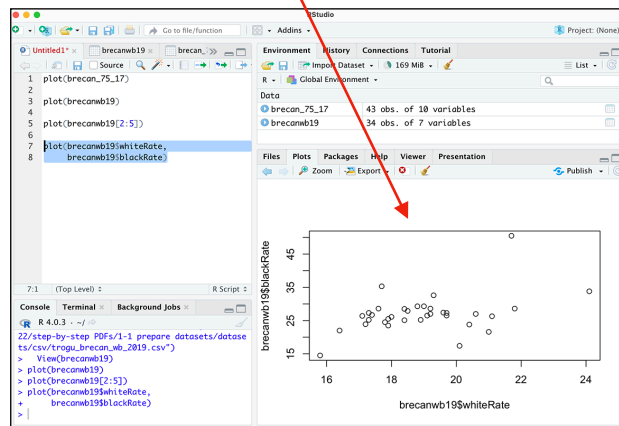 RStudio
Go to file/function
Addins
Project: (None)
Untitled1*
brecanwb19
brecan_
Source
1 plot(brecan_75_17)
2
3 plot(brecanwb19)
4
5 plot(brecanwb19[2:5])
6
7 plot(brecanwb19$whiteRate,
8 brecanwb19$blackRate)
7:1 (Top Level) R Script
Console Terminal Background Jobs
R 4.0.3 · ~/
22/step-by-step PDFs/1-1 prepare datasets/datase
ts/csv/trogu_brecan_wb_2019.csv")
> View(brecanwb19)
> plot(brecanwb19)
> plot(brecanwb19[2:5])
> plot(brecanwb19$whiteRate,
+ brecanwb19$blackRate)
>
Environment History Connections Tutorial
Import Dataset 169 MiB List
R Global Environment
Data
brecan_75_17 43 obs. of 10 variables
brecanwb19 34 obs. of 7 variables
Files Plots Packages Help Viewer Presentation
Zoom Export Publish
brecanwb19$blackRate
45
35
25
15
16 18 20 22 24
brecanwb19$whiteRate